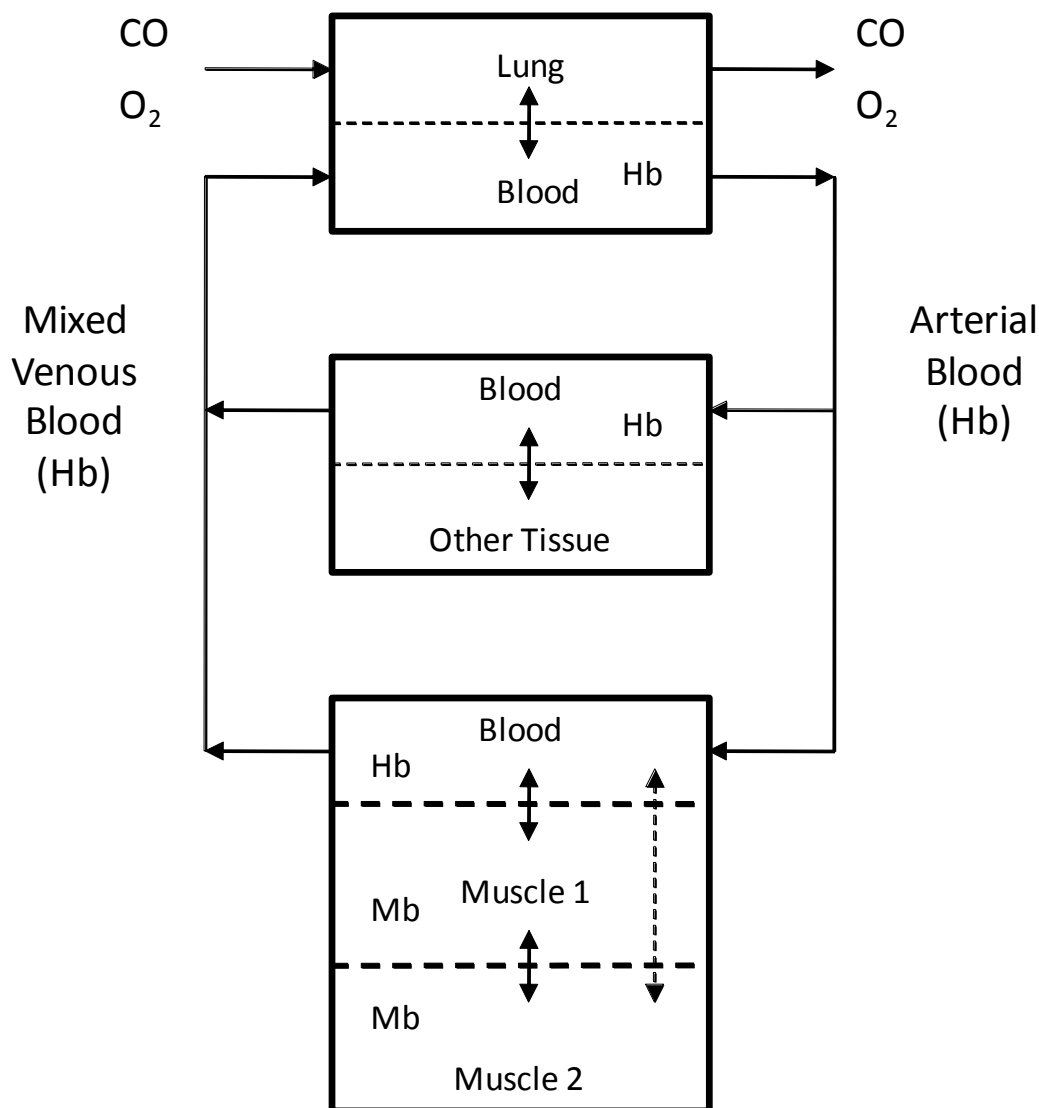 CO
O₂
Lung
Blood
Hb
CO
O₂
Mixed
Venous
Blood
(Hb)
Arterial
Blood
(Hb)
Blood
Hb
Other Tissue
Blood
Hb
Muscle 1
Mb
Mb
Muscle 2